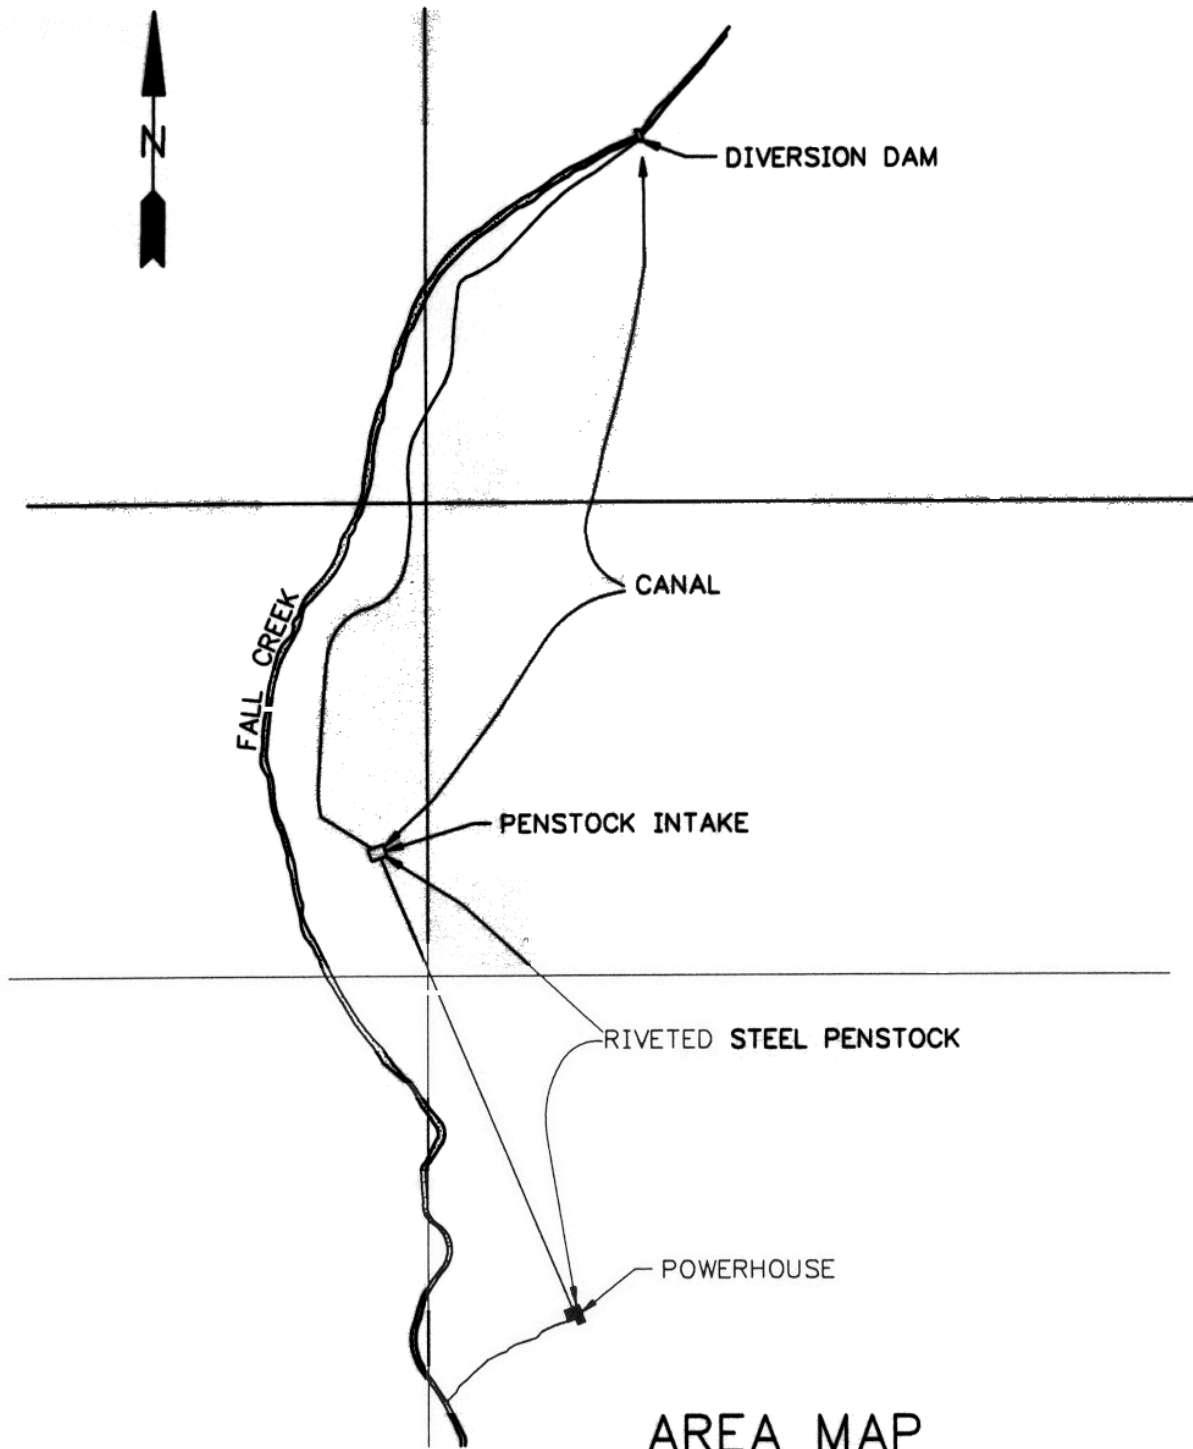 N
DIVERSION DAM
CANAL
FALL CREEK
PENSTOCK INTAKE
RIVETED STEEL PENSTOCK
POWERHOUSE
AREA MAP